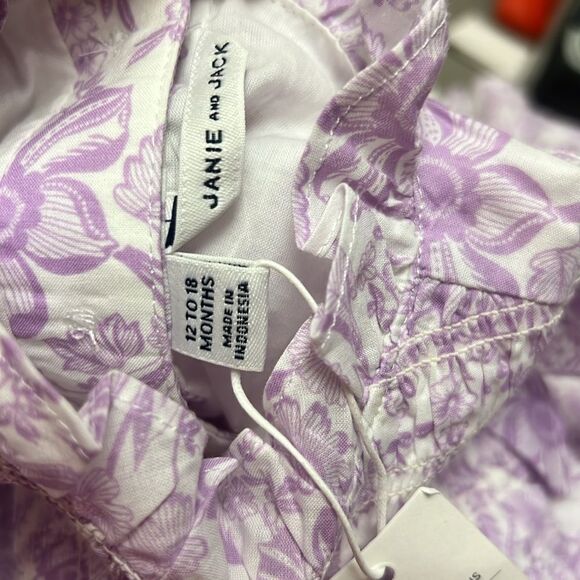 JANIE AND JACK
12 TO 18
MONTHS
MADE IN
INDONESIA